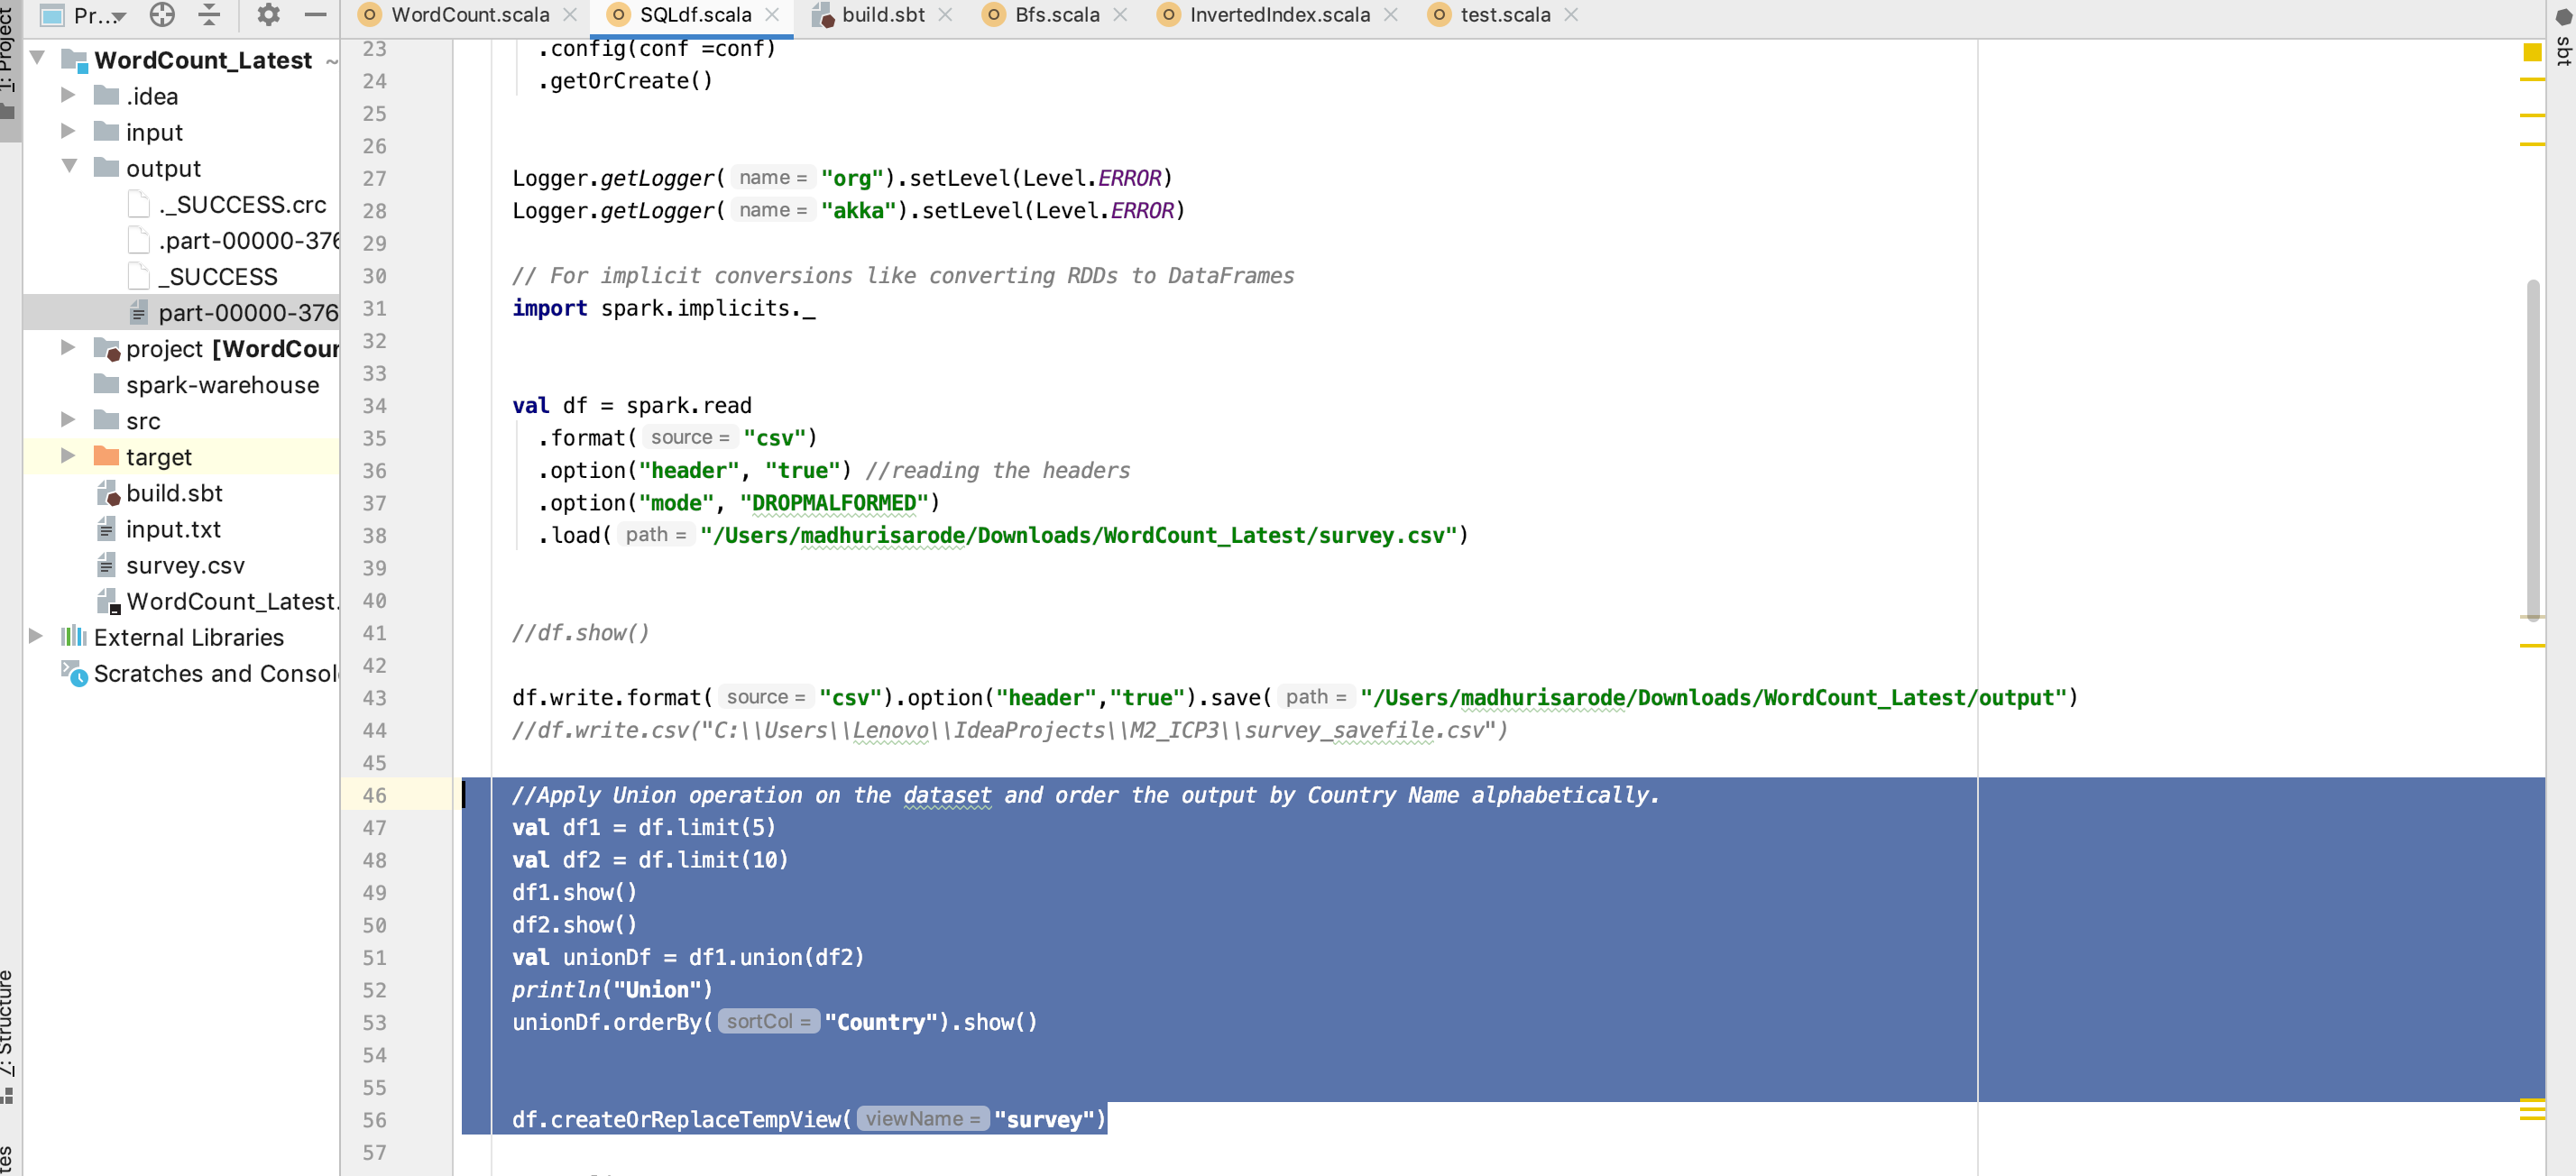 Pr...
WordCount.scala
SQLdf.scala
build.sbt
Bfs.scala
InvertedIndex.scala
test.scala
1: Project
sbt
WordCount_Latest ~
.idea
input
output
._SUCCESS.crc
.part-00000-376
_SUCCESS
part-00000-376
project [WordCour
spark-warehouse
src
target
build.sbt
input.txt
survey.csv
WordCount_Latest.
External Libraries
Scratches and Consol
7: Structure
23 .config(conf =conf)
24 .getOrCreate()
25
26
27 Logger.getLogger( name = "org").setLevel(Level.ERROR)
28 Logger.getLogger( name = "akka").setLevel(Level.ERROR)
29
30 // For implicit conversions like converting RDDs to DataFrames
31 import spark.implicits._
32
33
34 val df = spark.read
35 .format( source = "csv")
36 .option("header", "true") //reading the headers
37 .option("mode", "DROPMALFORMED")
38 .load( path = "/Users/madhurisarode/Downloads/WordCount_Latest/survey.csv")
39
40
41 //df.show()
42
43 df.write.format( source = "csv").option("header","true").save( path = "/Users/madhurisarode/Downloads/WordCount_Latest/output")
44 //df.write.csv("C:\\Users\\Lenovo\\IdeaProjects\\M2_ICP3\\survey_savefile.csv")
45
46 //Apply Union operation on the dataset and order the output by Country Name alphabetically.
47 val df1 = df.limit(5)
48 val df2 = df.limit(10)
49 df1.show()
50 df2.show()
51 val unionDf = df1.union(df2)
52 println("Union")
53 unionDf.orderBy( sortCol = "Country").show()
54
55
56 df.createOrReplaceTempView( viewName = "survey")
57